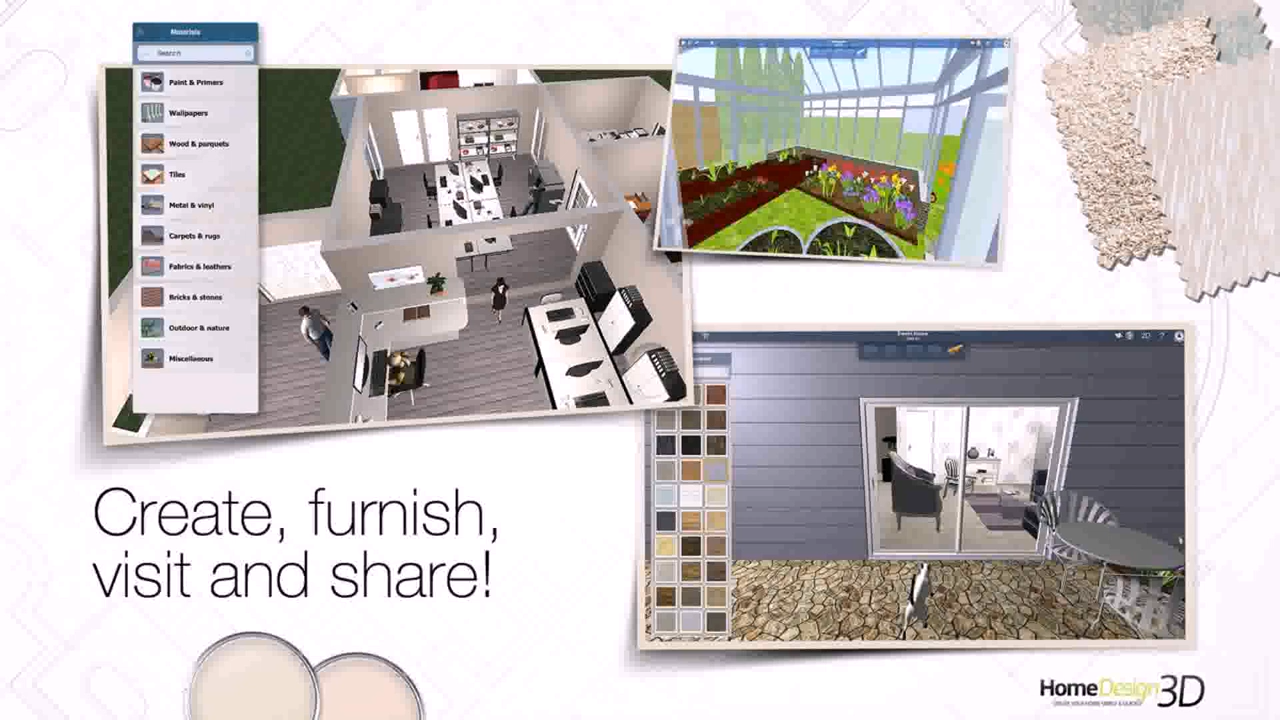 Materials
Search
Paint & Primers
Wallpapers
Wood & parquets
Tiles
Metal & vinyl
Carpets & rugs
Fabrics & leathers
Bricks & stones
Outdoor & nature
Miscellaneous
2D
?
Create, furnish,
visit and share!
HomeDesign3D